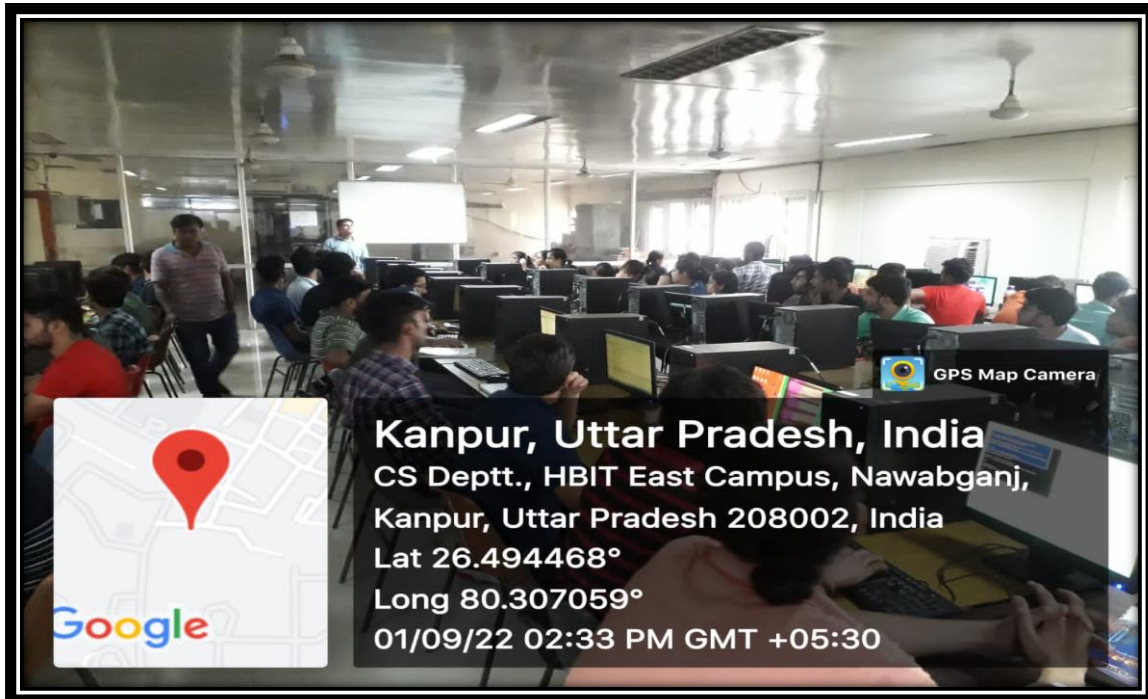 GPS Map Camera
Kanpur, Uttar Pradesh, India
CS Deptt., HBIT East Campus, Nawabganj,
Kanpur, Uttar Pradesh 208002, India
Lat 26.494468°
Long 80.307059°
01/09/22 02:33 PM GMT +05:30
Google